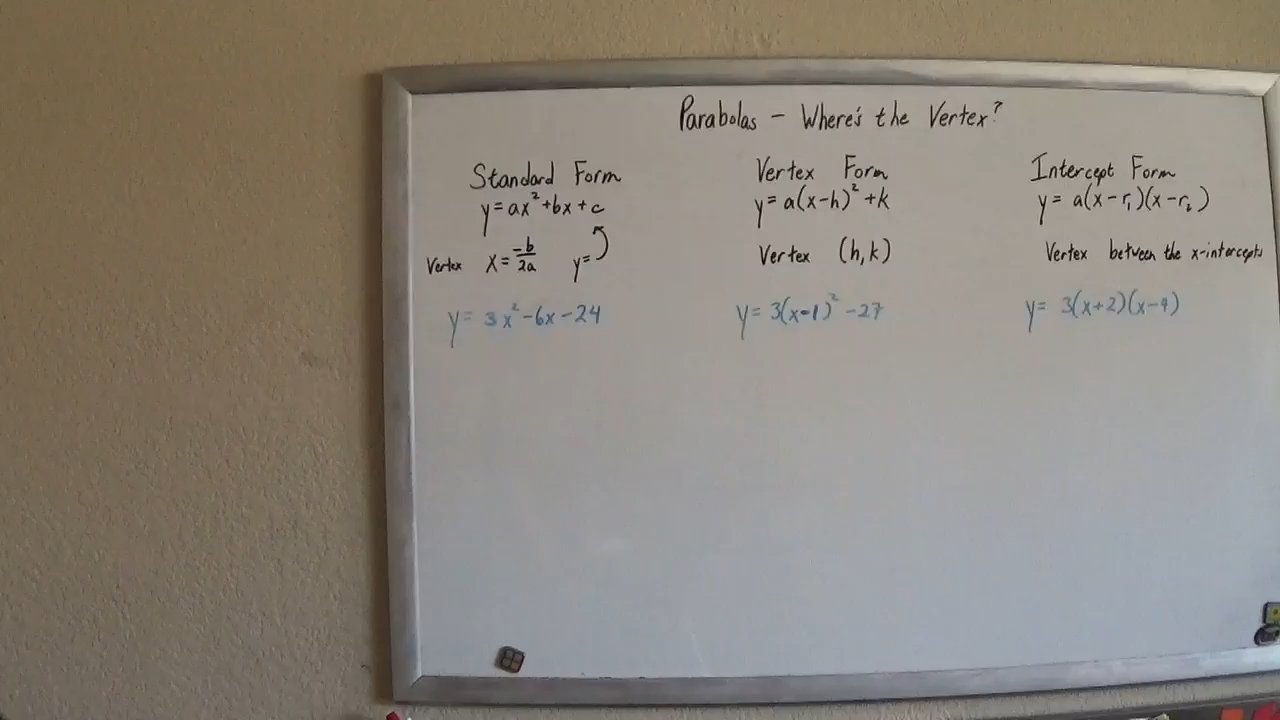 Parabolas - Where's the Vertex?
Standard Form
y=ax²+bx+c
Vertex x=-b/2a y=
y= 3x²-6x-24
Vertex Form
y=a(x-h)²+k
Vertex (h,k)
y= 3(x-1)²-27
Intercept Form
y= a(x-r₁)(x-r₂)
Vertex between the x-intercepts
y= 3(x+2)(x-4)